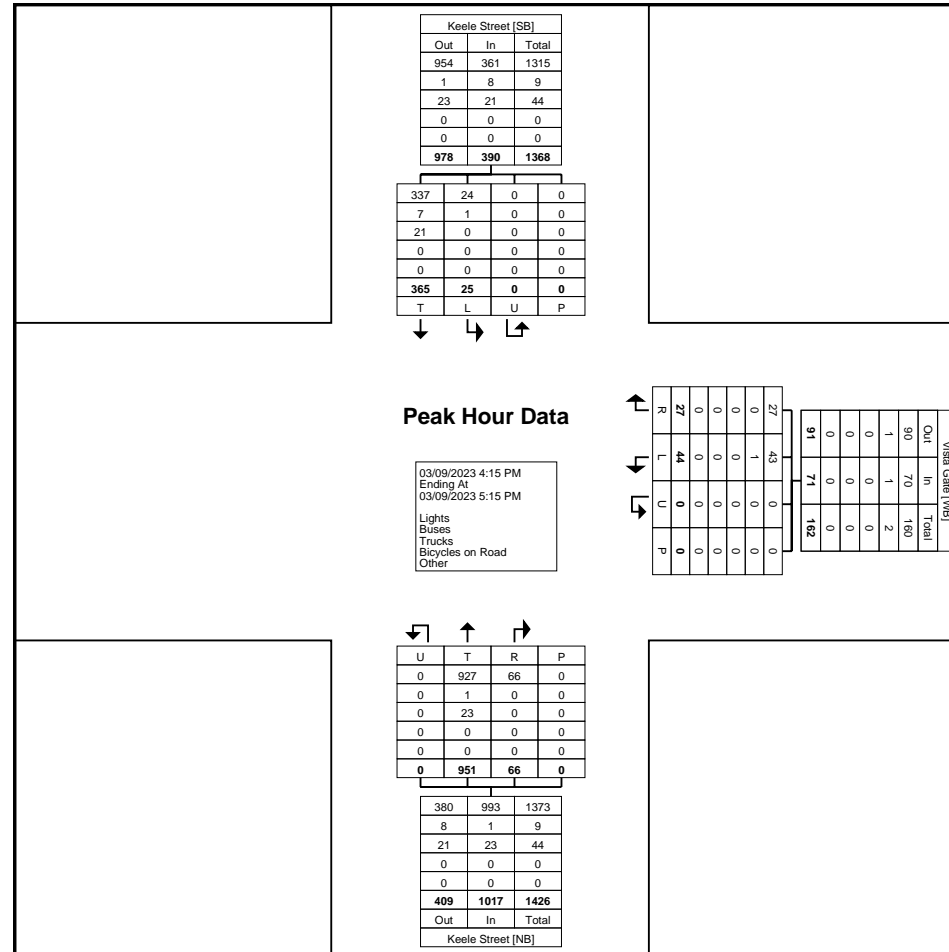 Keele Street [SB]
Out In Total
954 361 1315
1 8 9
23 21 44
0 0 0
0 0 0
978 390 1368
337 24 0 0
7 1 0 0
21 0 0 0
0 0 0 0
0 0 0 0
365 25 0 0
T L U P
Peak Hour Data
03/09/2023 4:15 PM
Ending At
03/09/2023 5:15 PM
Lights
Buses
Trucks
Bicycles on Road
Other
Vista Gate [WB]
Out In Total
90 70 160
1 1 2
0 0 0
0 0 0
0 0 0
91 71 162
27 43 0 0
0 1 0 0
0 0 0 0
0 0 0 0
0 0 0 0
27 44 0 0
R L U P
U T R P
0 927 66 0
0 1 0 0
0 23 0 0
0 0 0 0
0 0 0 0
0 951 66 0
380 993 1373
8 1 9
21 23 44
0 0 0
0 0 0
409 1017 1426
Out In Total
Keele Street [NB]